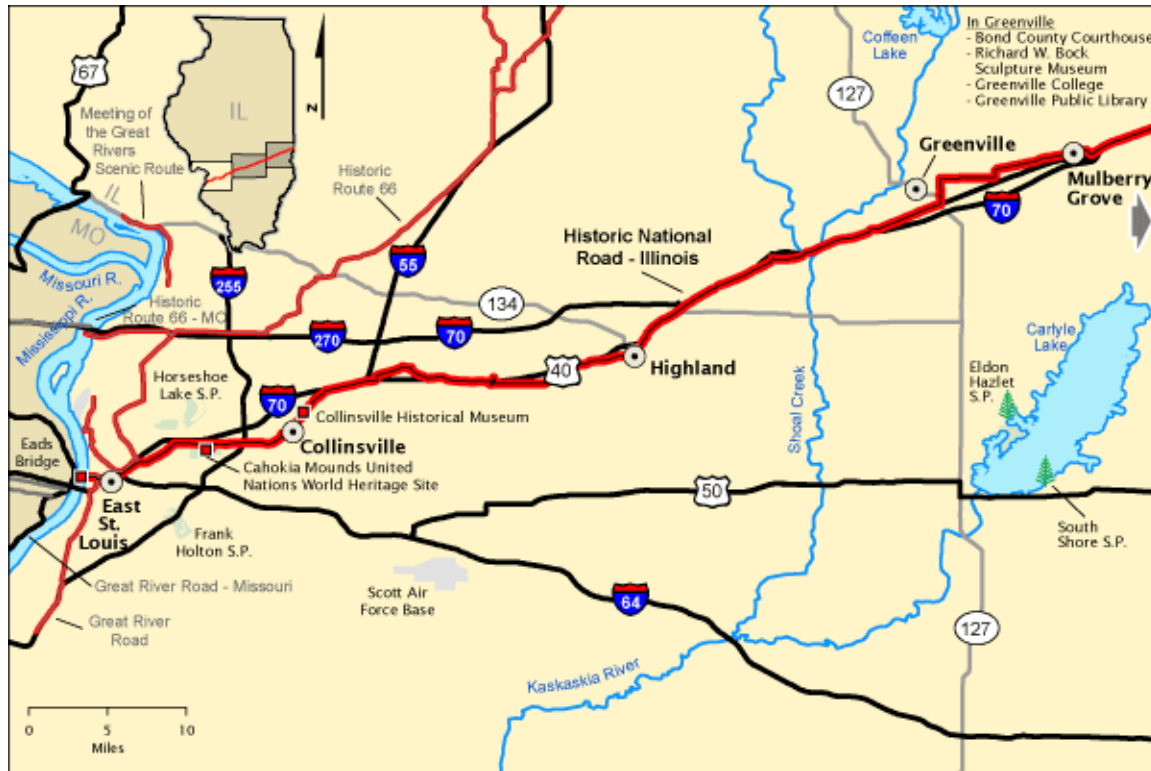 67
Meeting of
the Great
Rivers
Scenic Route
IL
MO
IL
N
Historic
Route 66
Coffeen
Lake
127
In Greenville
- Bond County Courthouse
- Richard W. Bock
Sculpture Museum
- Greenville College
- Greenville Public Library
Greenville
Mulberry
Grove
70
Historic National
Road - Illinois
55
255
134
Missouri R.
Mississippi R.
Historic
Route 66 - MO
270
70
Highland
40
Carlyle
Lake
Eldon
Hazlet
S.P.
Shoal Creek
Horseshoe
Lake S.P.
70
Collinsville Historical Museum
Collinsville
Cahokia Mounds United
Nations World Heritage Site
Eads
Bridge
East
St.
Louis
50
South
Shore S.P.
Frank
Holton S.P.
Great River Road - Missouri
Scott Air
Force Base
64
Great River
Road
127
Kaskaskia River
0 5 10
Miles